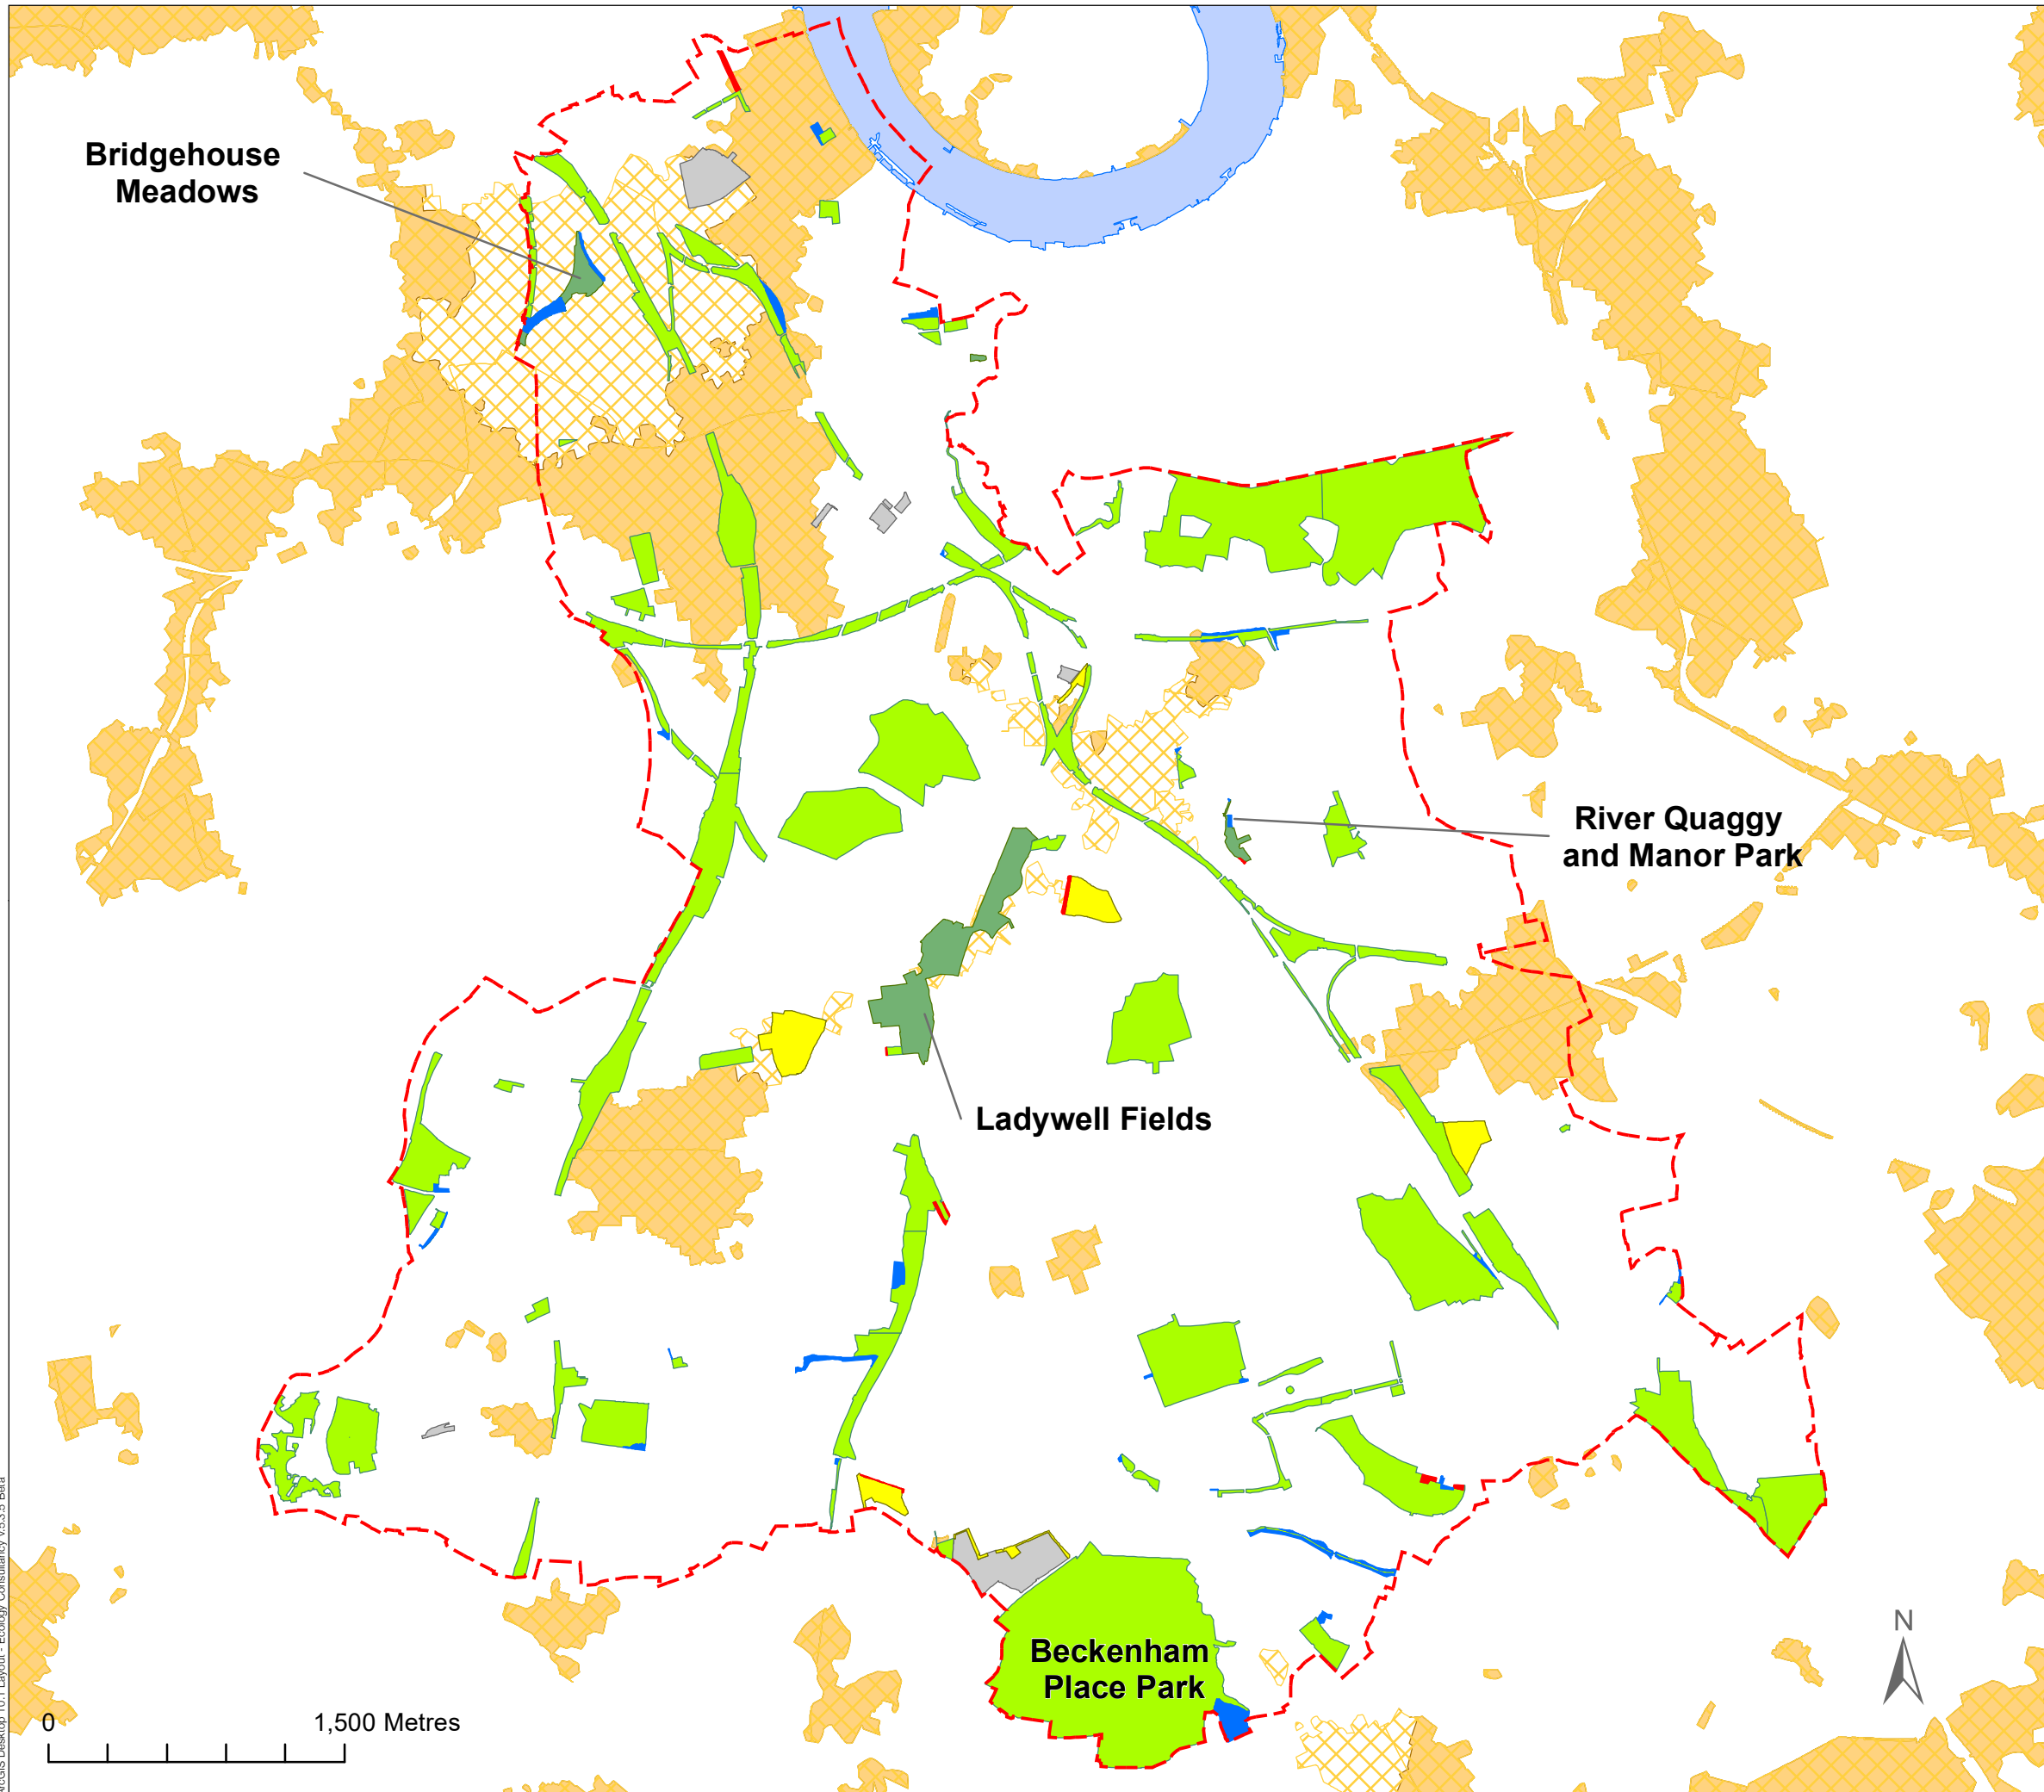 Bridgehouse
Meadows
River Quaggy
and Manor Park
Ladywell Fields
Beckenham
Place Park
N
0
1,500 Metres